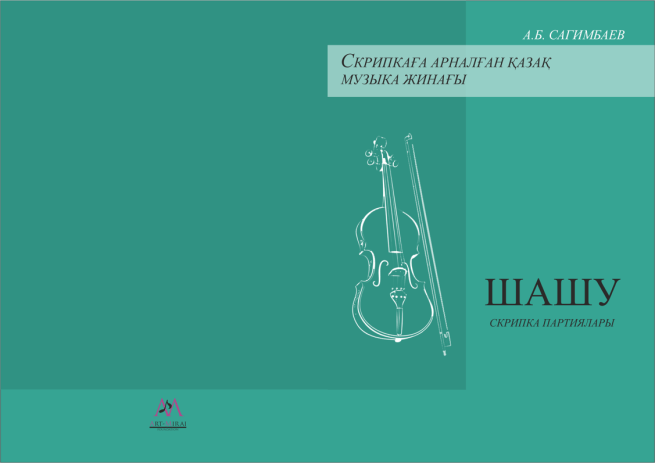 А.Б. САГИМБАЕВ
СКРИПКАҒА АРНАЛҒАН ҚАЗАҚ
МУЗЫКА ЖИНАҒЫ
ШАШУ
СКРИПКА ПАРТИЯЛАРЫ